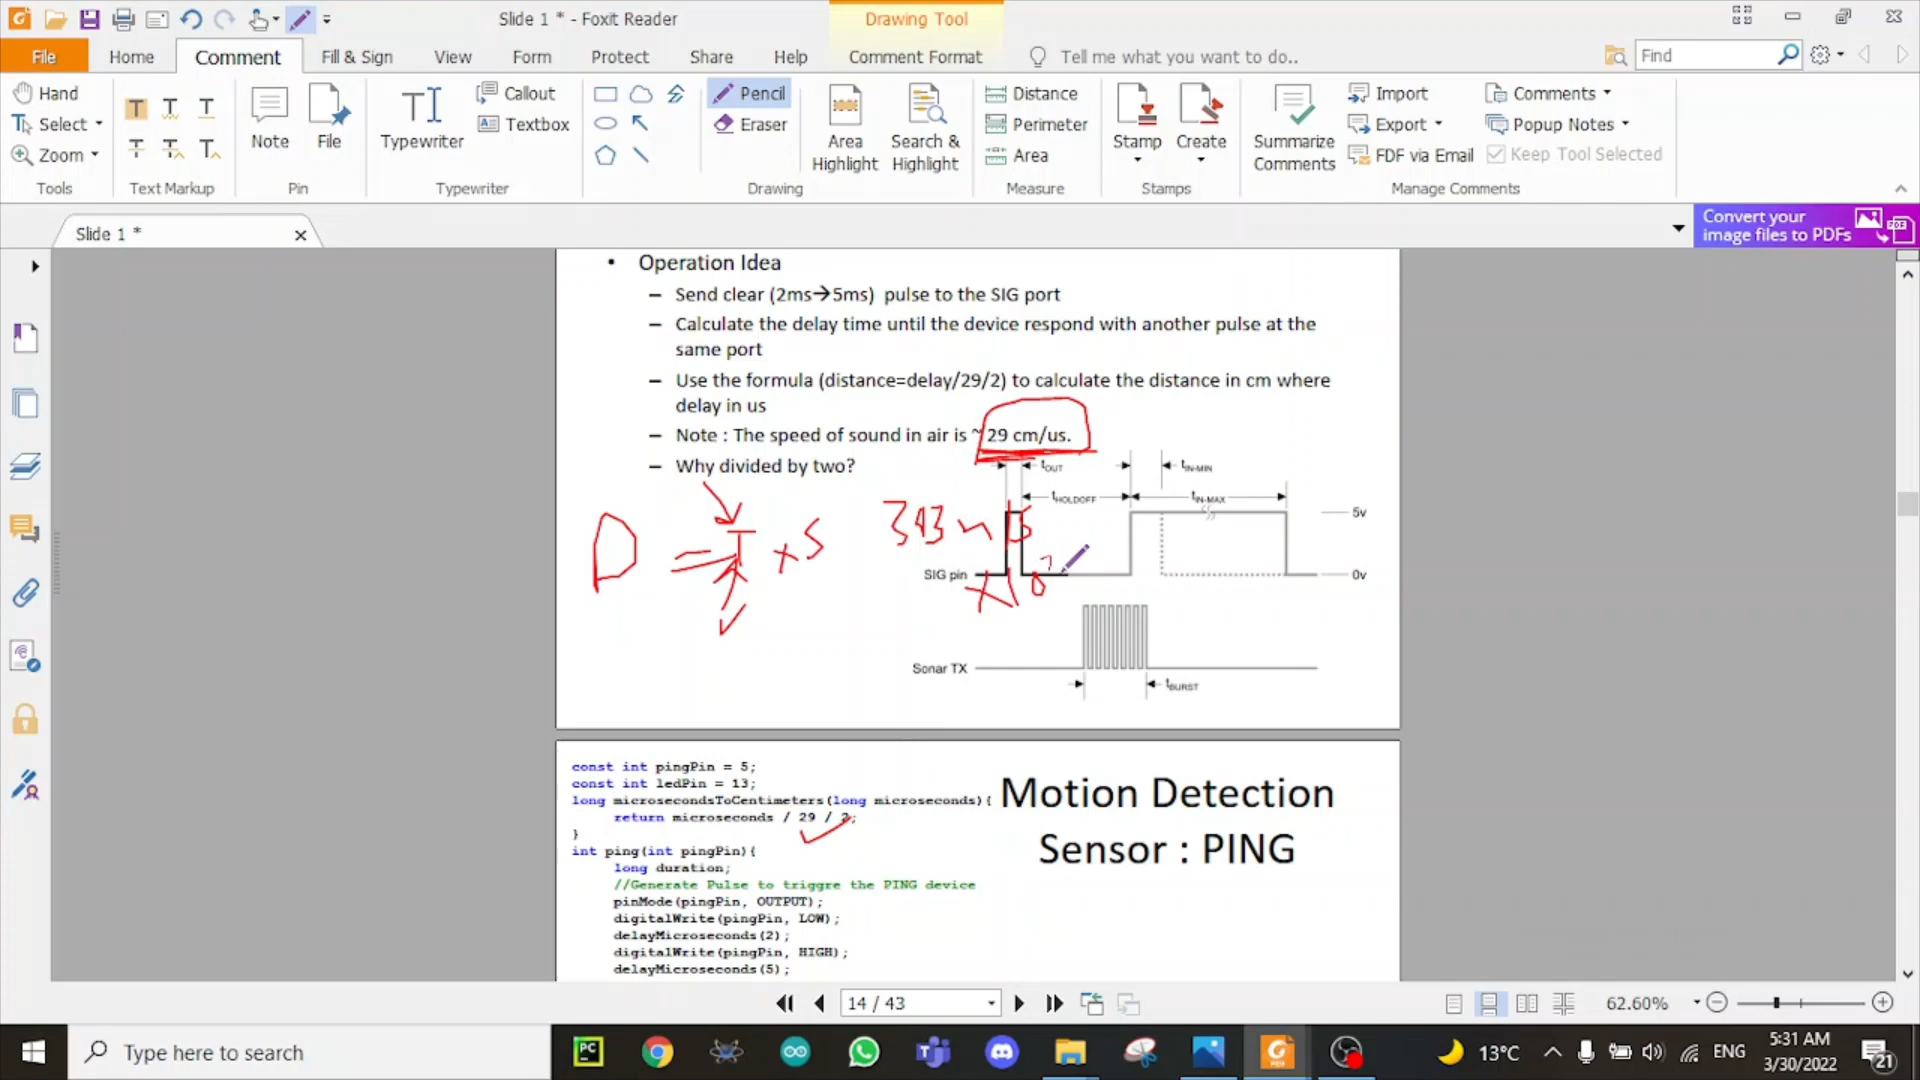 Slide 1 * - Foxit Reader
Drawing Tool
File
Home
Comment
Fill & Sign
View
Form
Protect
Share
Help
Comment Format
Tell me what you want to do..
Find
Hand
Select
Zoom
Tools
Text Markup
Note
File
Pin
Typewriter
Callout
Textbox
Typewriter
Pencil
Eraser
Area Highlight
Search & Highlight
Drawing
Distance
Perimeter
Area
Measure
Stamp
Create
Stamps
Summarize Comments
Import
Export
FDF via Email
Comments
Popup Notes
Keep Tool Selected
Manage Comments
Slide 1 *
Convert your
image files to PDFs
• Operation Idea
– Send clear (2ms→5ms) pulse to the SIG port
– Calculate the delay time until the device respond with another pulse at the
same port
– Use the formula (distance=delay/29/2) to calculate the distance in cm where
delay in us
– Note : The speed of sound in air is ~ 29 cm/us.
– Why divided by two?
tOUT
tIN-MIN
tHOLDOFF
tIN-MAX
D = T x S
343
5v
SIG pin
0v
Sonar TX
tBURST
const int pingPin = 5;
const int ledPin = 13;
long microsecondsToCentimeters(long microseconds){
return microseconds / 29 / 2;
}
int ping(int pingPin){
long duration;
//Generate Pulse to triggre the PING device
pinMode(pingPin, OUTPUT);
digitalWrite(pingPin, LOW);
delayMicroseconds(2);
digitalWrite(pingPin, HIGH);
delayMicroseconds(5);
Motion Detection
Sensor : PING
14 / 43
62.60%
Type here to search
13°C
ENG
5:31 AM
3/30/2022
21